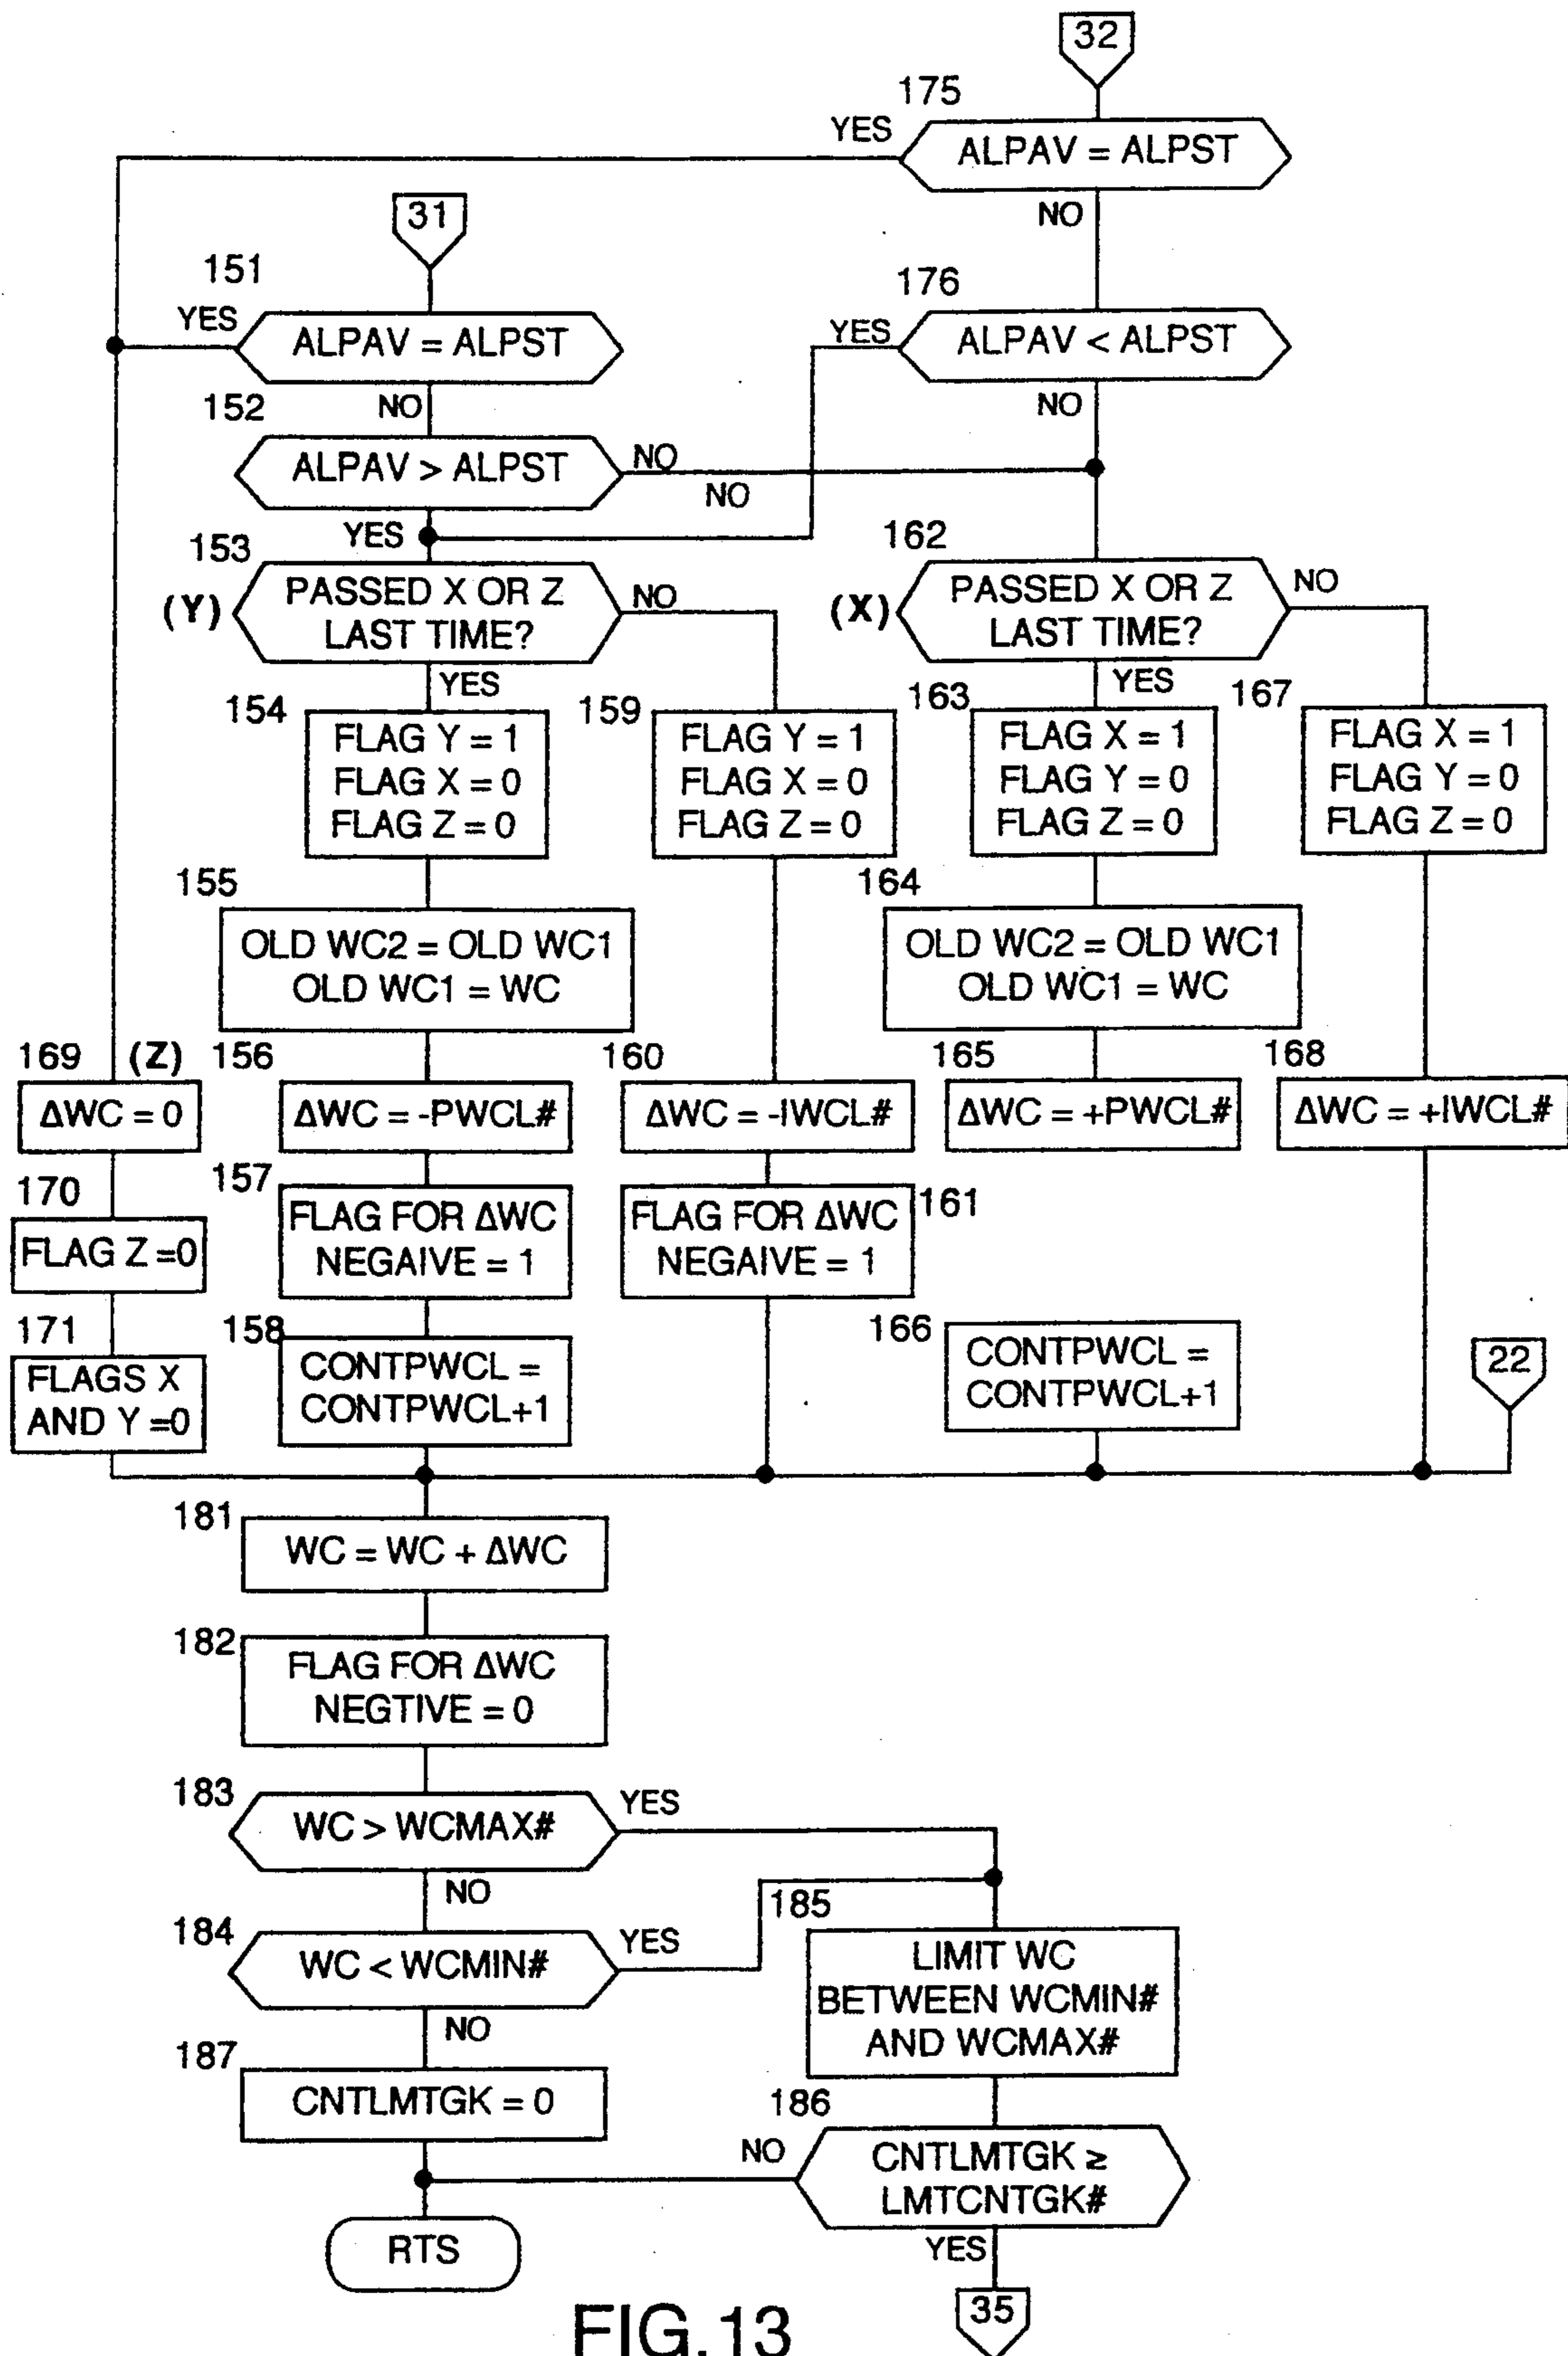 32
175
YES
ALPAV = ALPST
NO
31
151
YES
ALPAV = ALPST
176
YES
ALPAV < ALPST
152
NO
NO
ALPAV > ALPST
NO
NO
YES
153
(Y)
PASSED X OR Z
LAST TIME?
NO
YES
162
(X)
PASSED X OR Z
LAST TIME?
NO
YES
154
FLAG Y = 1
FLAG X = 0
FLAG Z = 0
159
FLAG Y = 1
FLAG X = 0
FLAG Z = 0
163
FLAG X = 1
FLAG Y = 0
FLAG Z = 0
167
FLAG X = 1
FLAG Y = 0
FLAG Z = 0
155
OLD WC2 = OLD WC1
OLD WC1 = WC
164
OLD WC2 = OLD WC1
OLD WC1 = WC
169
(Z)
ΔWC = 0
156
ΔWC = -PWCL#
160
ΔWC = -IWCL#
165
ΔWC = +PWCL#
168
ΔWC = +IWCL#
170
FLAG Z =0
157
FLAG FOR ΔWC
NEGAIVE = 1
161
FLAG FOR ΔWC
NEGAIVE = 1
171
FLAGS X
AND Y =0
158
CONTPWCL =
CONTPWCL+1
166
CONTPWCL =
CONTPWCL+1
22
181
WC = WC + ΔWC
182
FLAG FOR ΔWC
NEGTIVE = 0
183
WC > WCMAX#
YES
NO
184
WC < WCMIN#
YES
NO
185
LIMIT WC
BETWEEN WCMIN#
AND WCMAX#
187
CNTLMTGK = 0
186
CNTLMTGK ≥
LMTCNTGK#
NO
YES
RTS
35
FIG.13